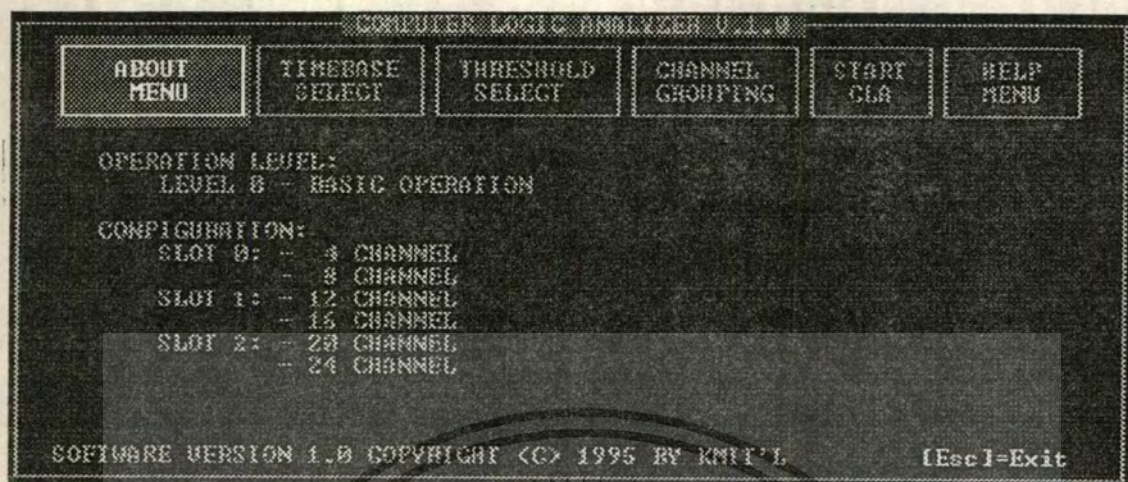 COMPUTER LOGIC ANALYZER V.1.0
ABOUT MENU
TIMEBASE SELECT
THRESHOLD SELECT
CHANNEL GROUPING
START CLA
HELP MENU
OPERATION LEVEL:
LEVEL 0 - BASIC OPERATION
CONFIGURATION:
SLOT 0: - 4 CHANNEL
- 8 CHANNEL
SLOT 1: - 12 CHANNEL
- 16 CHANNEL
SLOT 2: - 20 CHANNEL
- 24 CHANNEL
SOFTWARE VERSION 1.0 COPYRIGHT <C> 1995 BY KMIT'L
[Esc]=Exit